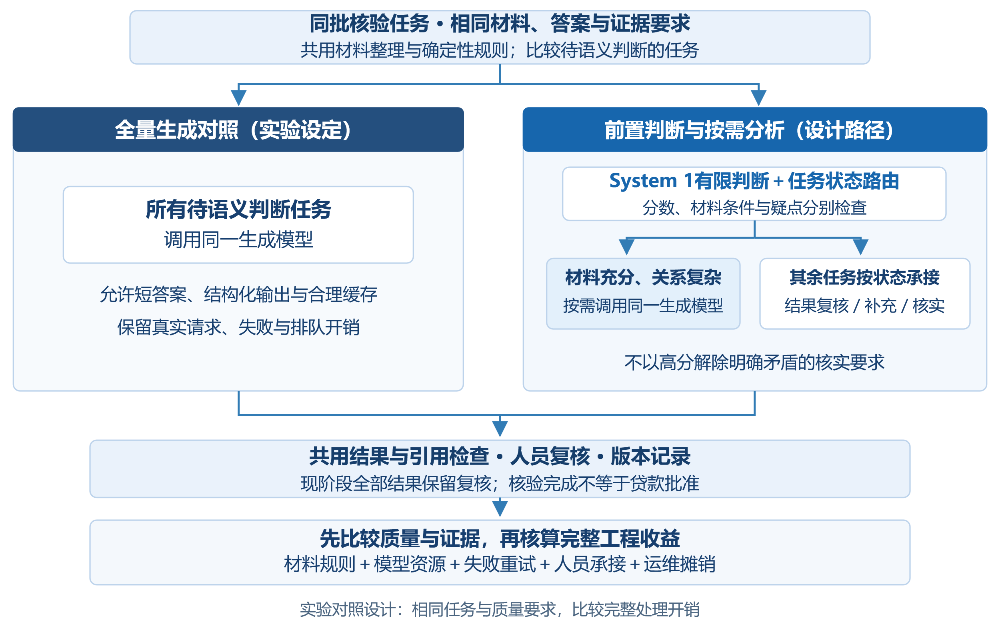 同批核验任务・相同材料、答案与证据要求
共用材料整理与确定性规则；比较待语义判断的任务
全量生成对照（实验设定）
所有待语义判断任务
调用同一生成模型
允许短答案、结构化输出与合理缓存
保留真实请求、失败与排队开销
前置判断与按需分析（设计路径）
System 1有限判断 + 任务状态路由
分数、材料条件与疑点分别检查
材料充分、关系复杂
按需调用同一生成模型
其余任务按状态承接
结果复核 / 补充 / 核实
不以高分解除明确矛盾的核实要求
共用结果与引用检查・人员复核・版本记录
现阶段全部结果保留复核；核验完成不等于贷款批准
先比较质量与证据，再核算完整工程收益
材料规则 + 模型资源 + 失败重试 + 人员承接 + 运维摊销
实验对照设计：相同任务与质量要求，比较完整处理开销